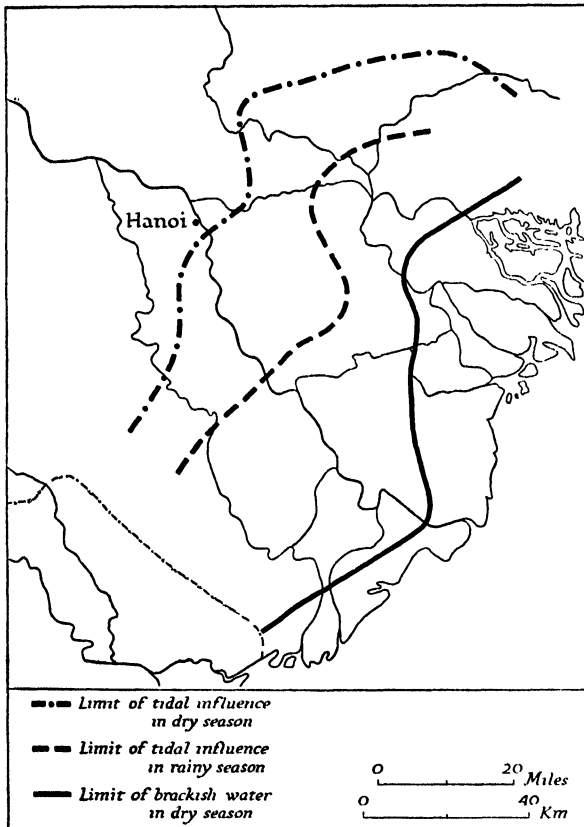 Hanoi
Limit of tidal influence
in dry season
Limit of tidal influence
in rainy season
Limit of brackish water
in dry season
0 20 Miles
0 40 Km